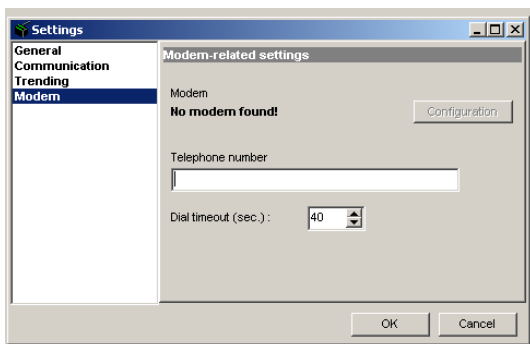 Settings
General
Communication
Trending
Modem
Modem-related settings
Modem
No modem found!
Configuration
Telephone number
Dial timeout (sec.) : 40
OK Cancel